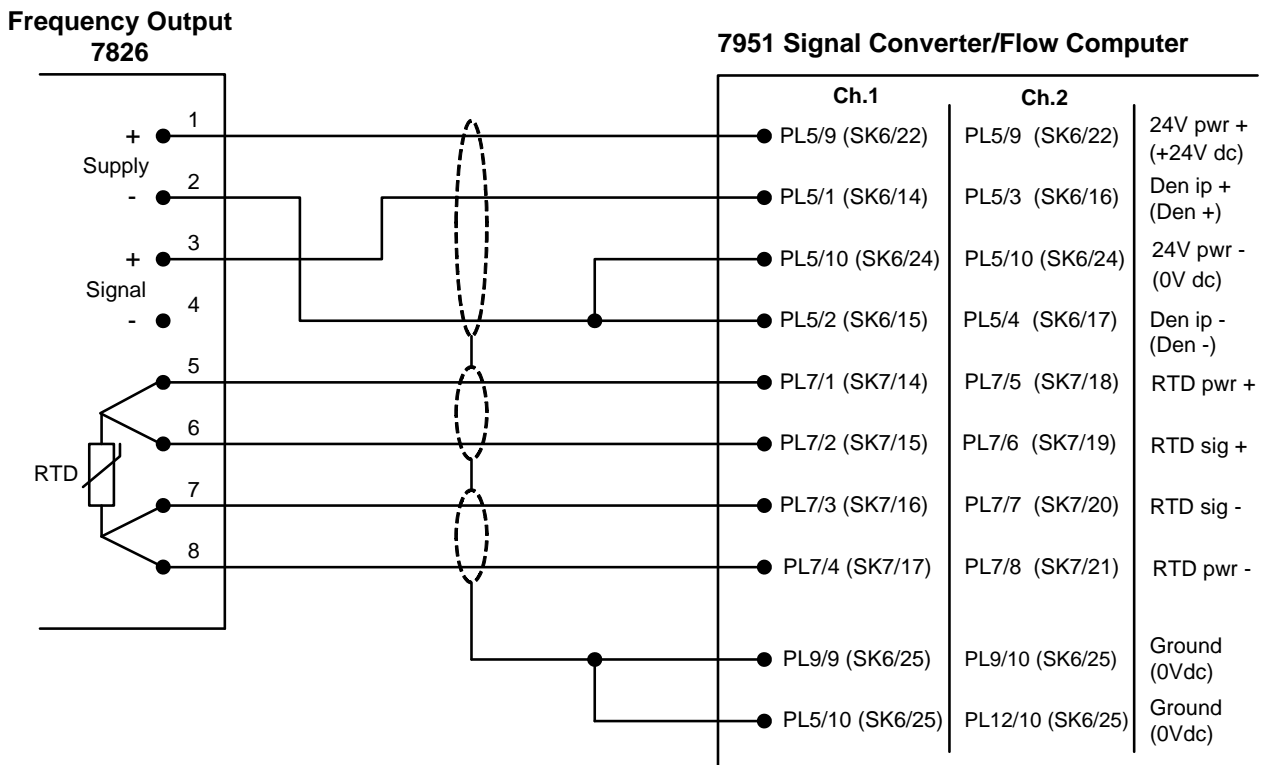 Frequency Output
7826
7951 Signal Converter/Flow Computer
Ch.1 Ch.2
1
+ PL5/9 (SK6/22) PL5/9 (SK6/22) 24V pwr +
(+24V dc)
Supply
2
- PL5/1 (SK6/14) PL5/3 (SK6/16) Den ip +
(Den +)
3
+ PL5/10 (SK6/24) PL5/10 (SK6/24) 24V pwr -
(0V dc)
Signal
4
- PL5/2 (SK6/15) PL5/4 (SK6/17) Den ip -
(Den -)
5
PL7/1 (SK7/14) PL7/5 (SK7/18) RTD pwr +
6
PL7/2 (SK7/15) PL7/6 (SK7/19) RTD sig +
RTD
7
PL7/3 (SK7/16) PL7/7 (SK7/20) RTD sig -
8
PL7/4 (SK7/17) PL7/8 (SK7/21) RTD pwr -
PL9/9 (SK6/25) PL9/10 (SK6/25) Ground
(0Vdc)
PL5/10 (SK6/25) PL12/10 (SK6/25) Ground
(0Vdc)